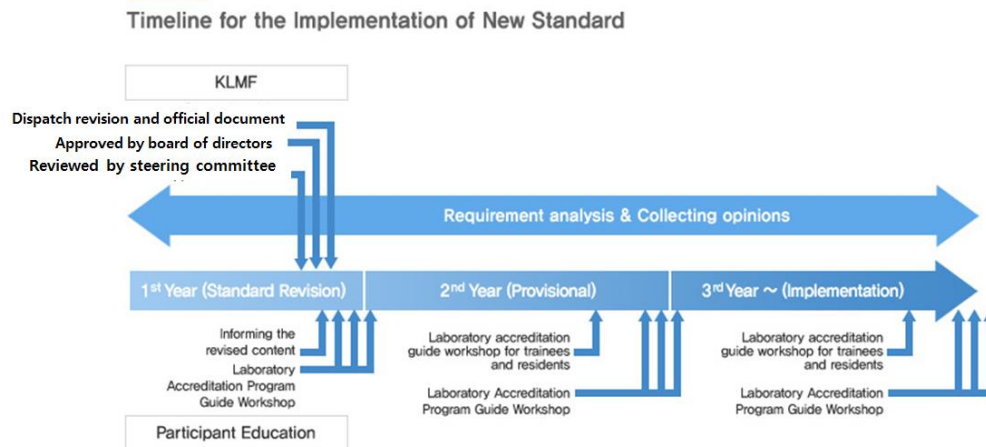 Timeline for the Implementation of New Standard
KLMF
Dispatch revision and official document
Approved by board of directors
Reviewed by steering committee
Requirement analysis & Collecting opinions
1st Year (Standard Revision)
2nd Year (Provisional)
3rd Year ~ (Implementation)
Informing the
revised content
Laboratory
Accreditation Program
Guide Workshop
Laboratory accreditation
guide workshop for trainees
and residents
Laboratory Accreditation
Program Guide Workshop
Laboratory accreditation
guide workshop for trainees
and residents
Laboratory Accreditation
Program Guide Workshop
Participant Education